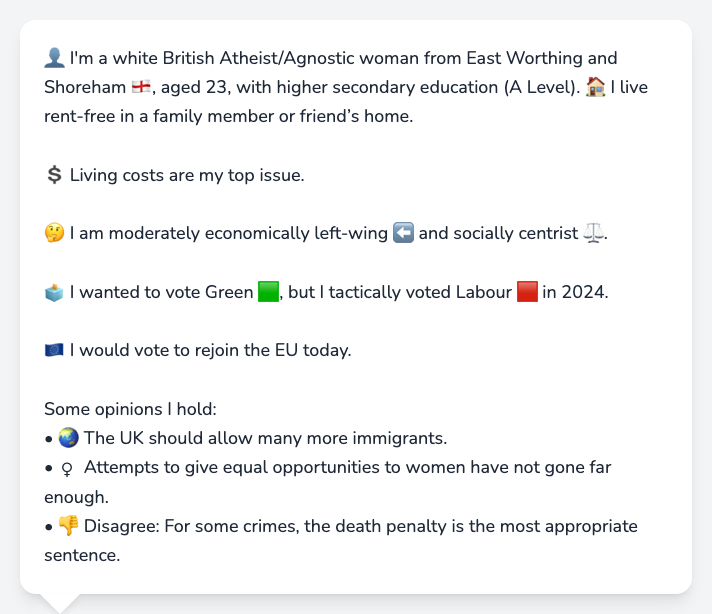 👤 I'm a white British Atheist/Agnostic woman from East Worthing and
Shoreham 🏴󠁧󠁢󠁥󠁮󠁧󠁿, aged 23, with higher secondary education (A Level). 🏠 I live
rent-free in a family member or friend’s home.
💲 Living costs are my top issue.
🤔 I am moderately economically left-wing ⬅️ and socially centrist ⚖️.
🗳️ I wanted to vote Green 🟩, but I tactically voted Labour 🟥 in 2024.
🇪🇺 I would vote to rejoin the EU today.
Some opinions I hold:
• 🌏 The UK should allow many more immigrants.
• ♀ Attempts to give equal opportunities to women have not gone far
enough.
• 👎 Disagree: For some crimes, the death penalty is the most appropriate
sentence.